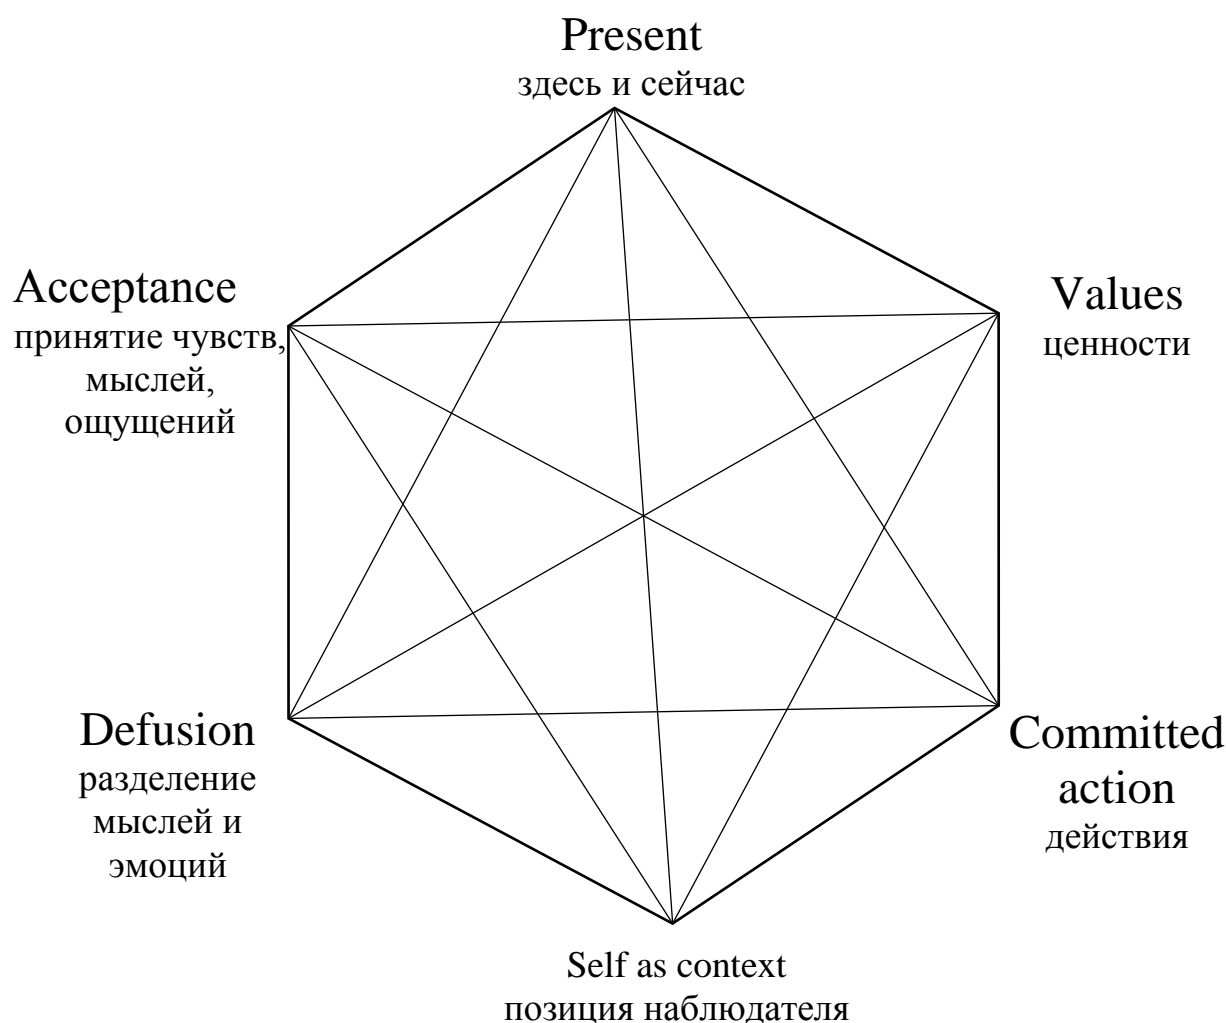 Present
здесь и сейчас
Acceptance
принятие чувств,
мыслей,
ощущений
Values
ценности
Defusion
разделение
мыслей и
эмоций
Committed
action
действия
Self as context
позиция наблюдателя